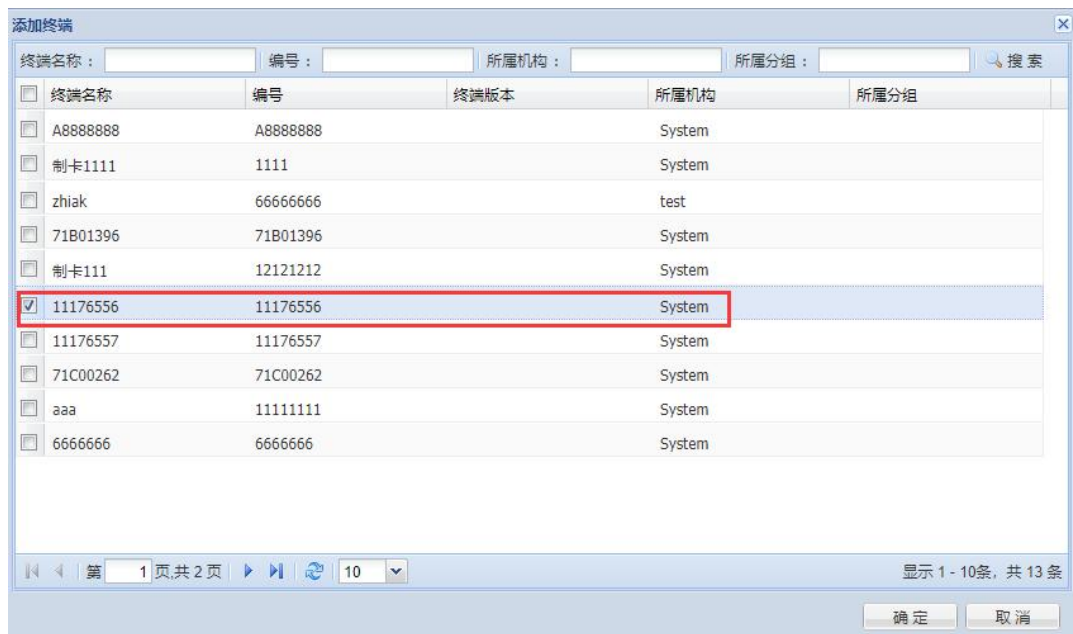 添加终端
终端名称： 编号： 所属机构： 所属分组： 搜索
终端名称 编号 终端版本 所属机构 所属分组
A8888888 A8888888 System
制卡1111 1111 System
zhiak 66666666 test
71B01396 71B01396 System
制卡111 12121212 System
11176556 11176556 System
11176557 11176557 System
71C00262 71C00262 System
aaa 11111111 System
6666666 6666666 System
第 1 页,共 2 页 10 显示 1 - 10条，共 13 条
确定 取消